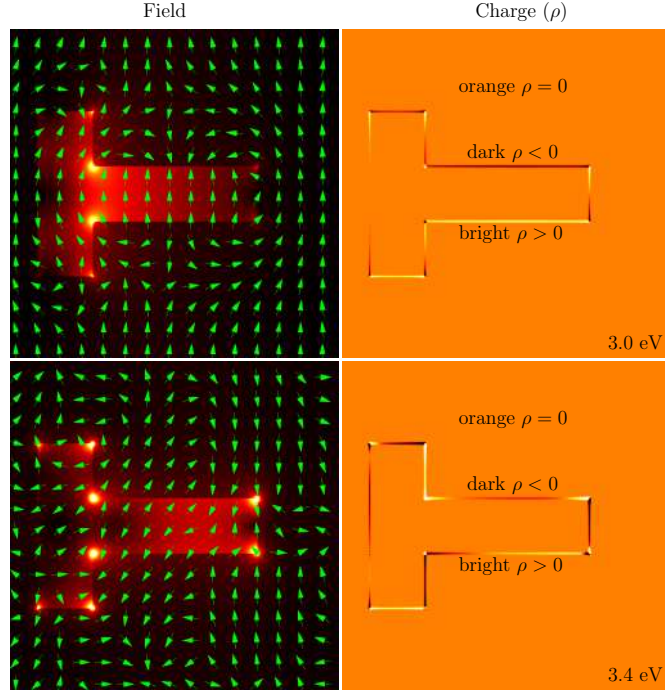 Field
Charge (ρ)
orange ρ = 0
dark ρ < 0
bright ρ > 0
3.0 eV
orange ρ = 0
dark ρ < 0
bright ρ > 0
3.4 eV